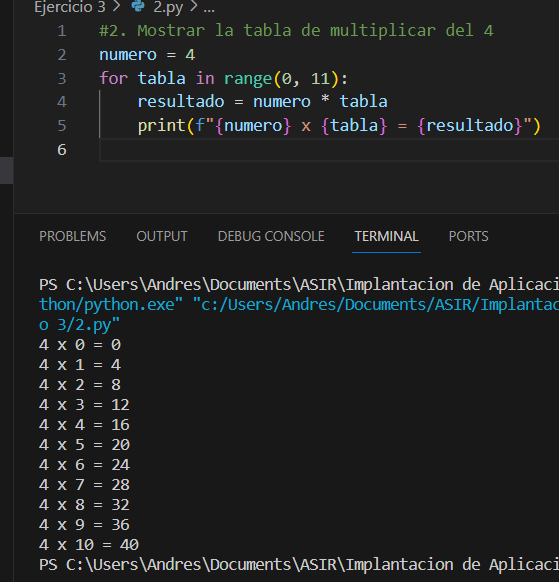 Ejercicio 3 > 2.py > ...
1 #2. Mostrar la tabla de multiplicar del 4
2 numero = 4
3 for tabla in range(0, 11):
4     resultado = numero * tabla
5     print(f"{numero} x {tabla} = {resultado}")
6
PROBLEMS OUTPUT DEBUG CONSOLE TERMINAL PORTS
PS C:\Users\Andres\Documents\ASIR\Implantacion de Aplicaci
thon/python.exe" "c:/Users/Andres/Documents/ASIR/Implantac
o 3/2.py"
4 x 0 = 0
4 x 1 = 4
4 x 2 = 8
4 x 3 = 12
4 x 4 = 16
4 x 5 = 20
4 x 6 = 24
4 x 7 = 28
4 x 8 = 32
4 x 9 = 36
4 x 10 = 40
PS C:\Users\Andres\Documents\ASIR\Implantacion de Aplicaci